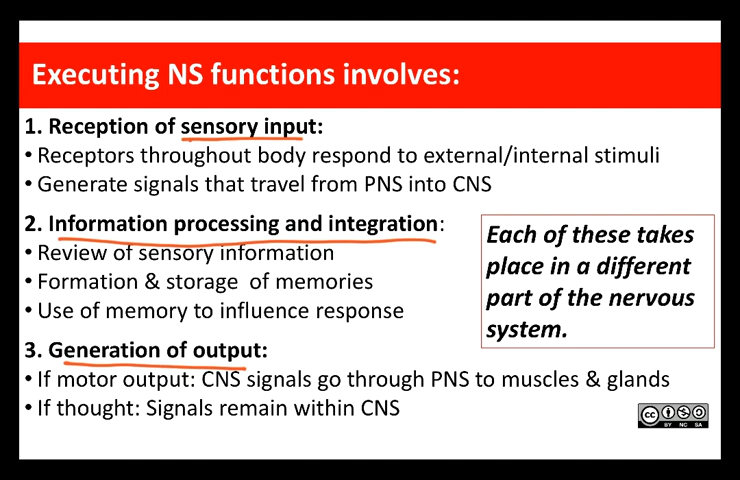 Executing NS functions involves:
1. Reception of sensory input:
• Receptors throughout body respond to external/internal stimuli
• Generate signals that travel from PNS into CNS
2. Information processing and integration:
• Review of sensory information
• Formation & storage of memories
• Use of memory to influence response
Each of these takes
place in a different
part of the nervous
system.
3. Generation of output:
• If motor output: CNS signals go through PNS to muscles & glands
• If thought: Signals remain within CNS
cc BY NC SA